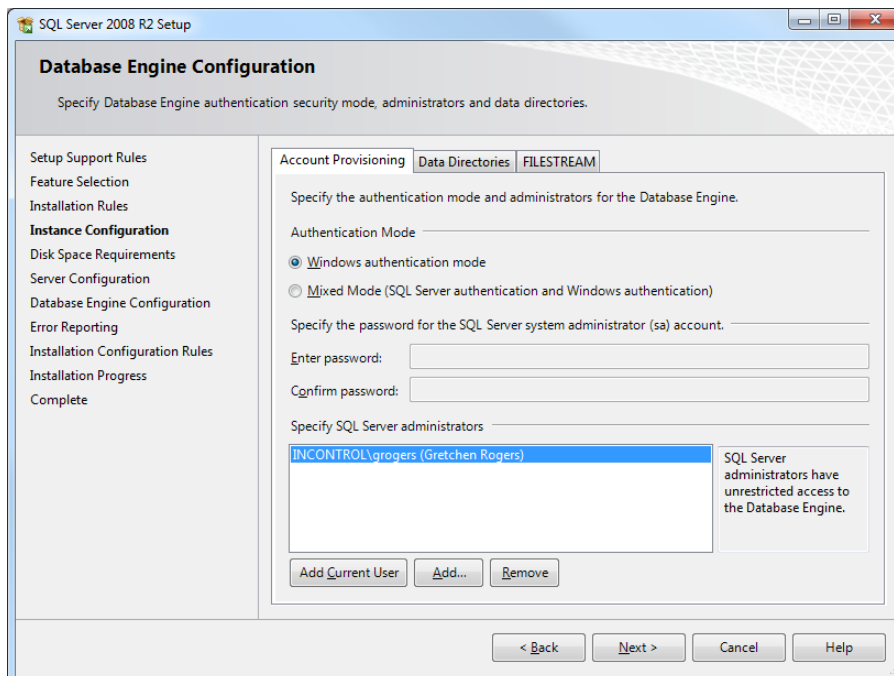 SQL Server 2008 R2 Setup
Database Engine Configuration
Specify Database Engine authentication security mode, administrators and data directories.
Setup Support Rules
Feature Selection
Installation Rules
Instance Configuration
Disk Space Requirements
Server Configuration
Database Engine Configuration
Error Reporting
Installation Configuration Rules
Installation Progress
Complete
Account Provisioning Data Directories FILESTREAM
Specify the authentication mode and administrators for the Database Engine.
Authentication Mode
Windows authentication mode
Mixed Mode (SQL Server authentication and Windows authentication)
Specify the password for the SQL Server system administrator (sa) account.
Enter password:
Confirm password:
Specify SQL Server administrators
INCONTROL\grogers (Gretchen Rogers)
SQL Server
administrators have
unrestricted access to
the Database Engine.
Add Current User Add... Remove
< Back Next > Cancel Help